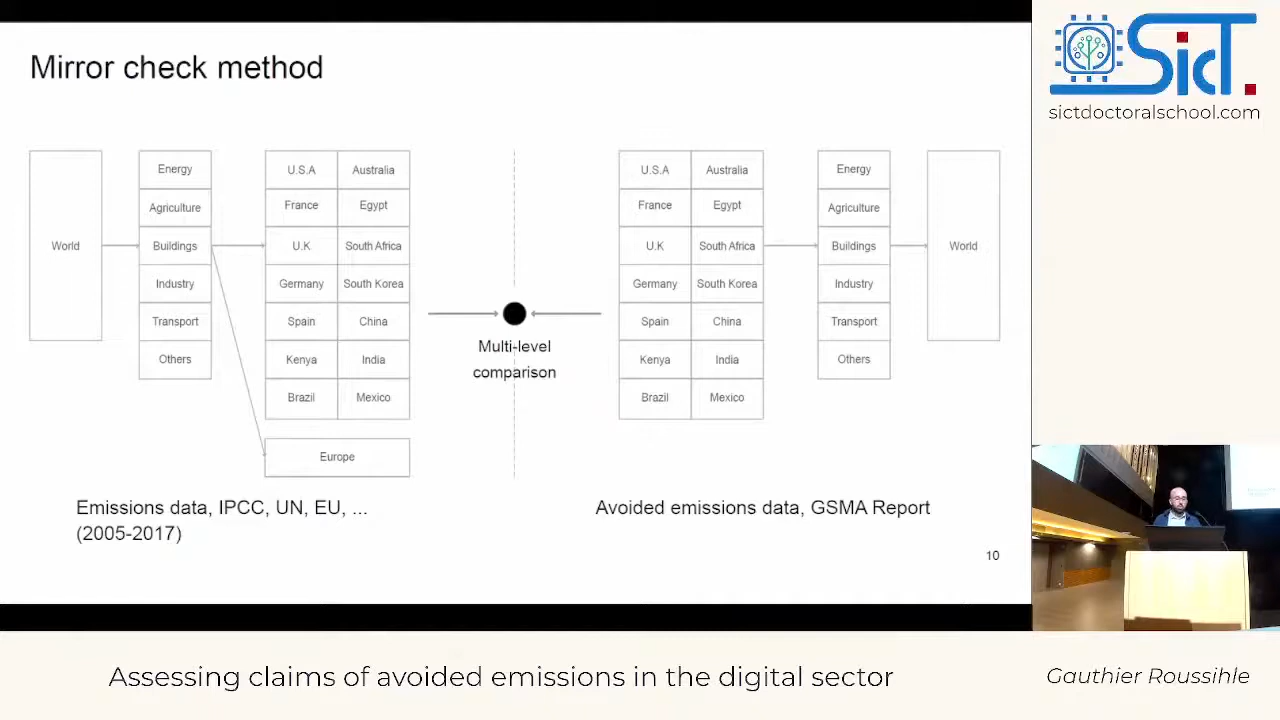 Mirror check method
World
Energy
Agriculture
Buildings
Industry
Transport
Others
U.S.A Australia
France Egypt
U.K South Africa
Germany South Korea
Spain China
Kenya India
Brazil Mexico
Europe
Multi-level
comparison
U.S.A Australia
France Egypt
U.K South Africa
Germany South Korea
Spain China
Kenya India
Brazil Mexico
Energy
Agriculture
Buildings
Industry
Transport
Others
World
Emissions data, IPCC, UN, EU, ...
(2005-2017)
Avoided emissions data, GSMA Report
10
SicT.
sictdoctoralschool.com
Assessing claims of avoided emissions in the digital sector
Gauthier Roussihle